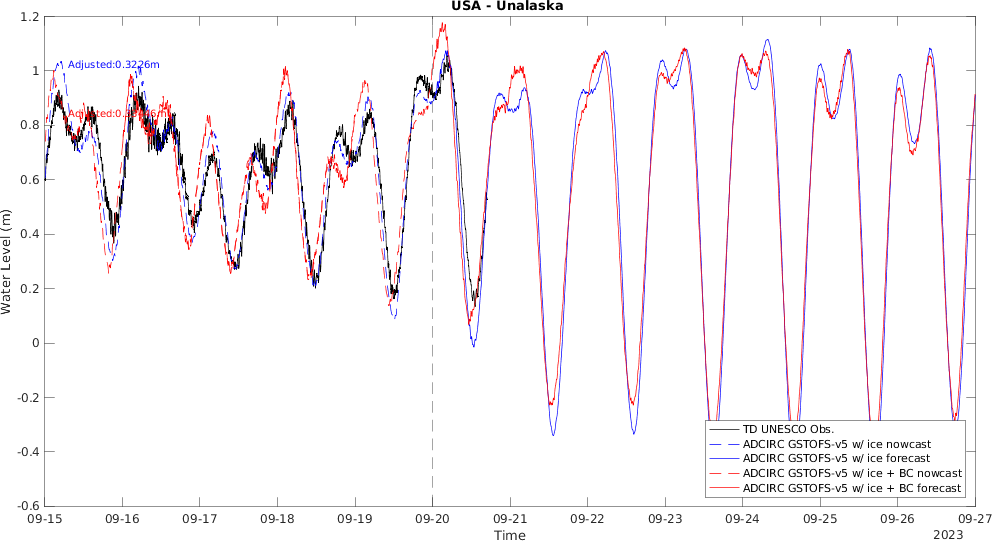 USA - Unalaska
1.2
1
0.8
0.6
0.4
0.2
0
-0.2
-0.4
-0.6
Water Level (m)
Adjusted:0.3226m
09-15
09-16
09-17
09-18
09-19
09-20
09-21
09-22
09-23
09-24
09-25
09-26
09-27
Time
2023
TD UNESCO Obs.
ADCIRC GSTOFS-v5 w/ ice nowcast
ADCIRC GSTOFS-v5 w/ ice forecast
ADCIRC GSTOFS-v5 w/ ice + BC nowcast
ADCIRC GSTOFS-v5 w/ ice + BC forecast